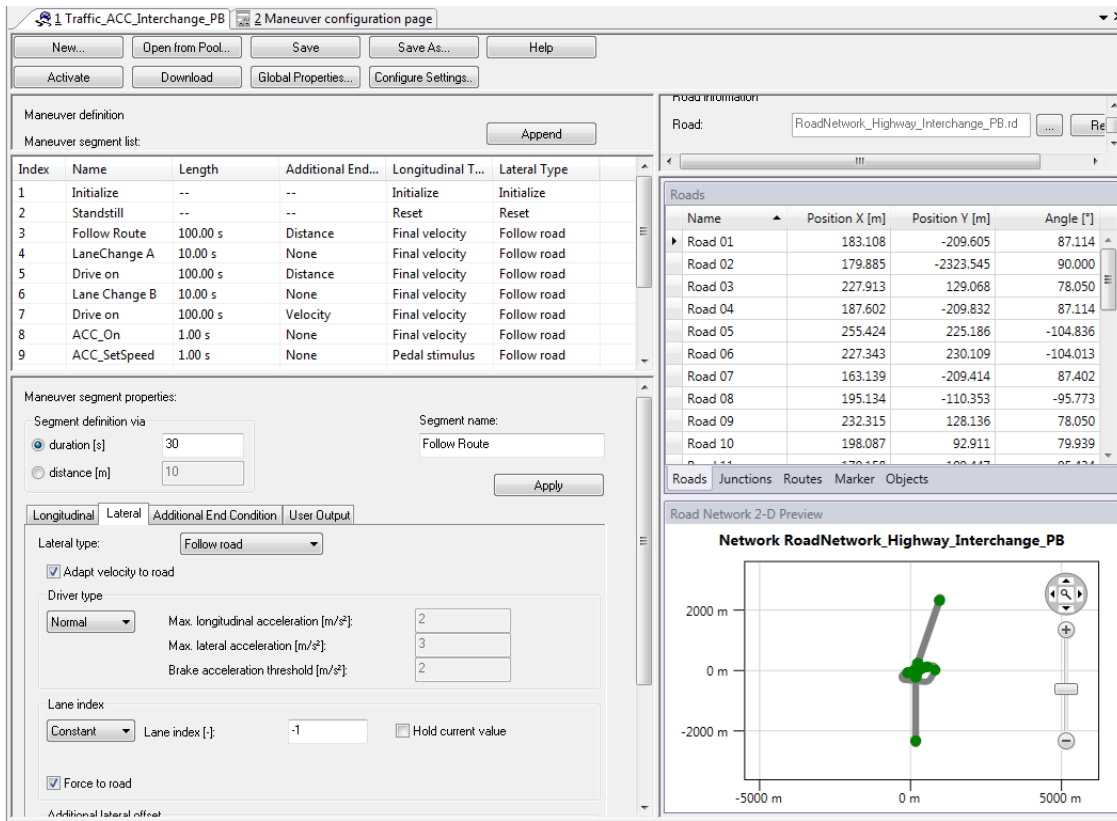 1 Traffic_ACC_Interchange_PB 2 Maneuver configuration page
New... Open from Pool... Save Save As... Help
Activate Download Global Properties... Configure Settings..
Maneuver definition
Maneuver segment list:
Append
Index Name Length Additional End... Longitudinal T... Lateral Type
1 Initialize -- -- Initialize Initialize
2 Standstill -- -- Reset Reset
3 Follow Route 100.00 s Distance Final velocity Follow road
4 LaneChange A 10.00 s None Final velocity Follow road
5 Drive on 100.00 s Distance Final velocity Follow road
6 Lane Change B 10.00 s None Final velocity Follow road
7 Drive on 100.00 s Velocity Final velocity Follow road
8 ACC_On 1.00 s None Final velocity Follow road
9 ACC_SetSpeed 1.00 s None Pedal stimulus Follow road
Maneuver segment properties:
Segment definition via
duration [s] 30
distance [m] 10
Segment name:
Follow Route
Apply
Longitudinal Lateral Additional End Condition User Output
Lateral type: Follow road
Adapt velocity to road
Driver type
Normal Max. longitudinal acceleration [m/s²]: 2
Max. lateral acceleration [m/s²]: 3
Brake acceleration threshold [m/s²]: 2
Lane index
Constant Lane index [-]: -1 Hold current value
Force to road
Additional lateral offset
Road information
Road: RoadNetwork_Highway_Interchange_PB.rd ... Re
Roads
Name Position X [m] Position Y [m] Angle [°]
Road 01 183.108 -209.605 87.114
Road 02 179.885 -2323.545 90.000
Road 03 227.913 129.068 78.050
Road 04 187.602 -209.832 87.114
Road 05 255.424 225.186 -104.836
Road 06 227.343 230.109 -104.013
Road 07 163.139 -209.414 87.402
Road 08 195.134 -110.353 -95.773
Road 09 232.315 128.136 78.050
Road 10 198.087 92.911 79.939
Roads Junctions Routes Marker Objects
Road Network 2-D Preview
Network RoadNetwork_Highway_Interchange_PB
2000 m
0 m
-2000 m
-5000 m 0 m 5000 m